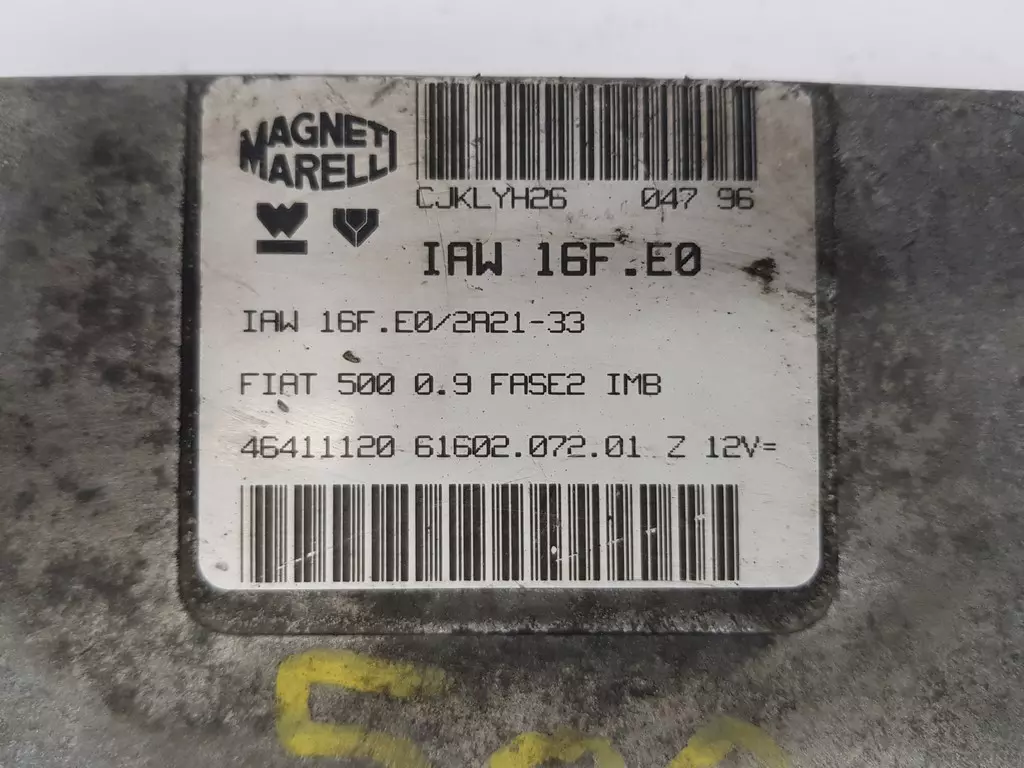 MAGNETI
MARELLI
CJKLYH26 047 96
IAW 16F.E0
IAW 16F.E0/2A21-33
FIAT 500 0.9 FASE2 IMB
46411120 61602.072.01 Z 12V=
500